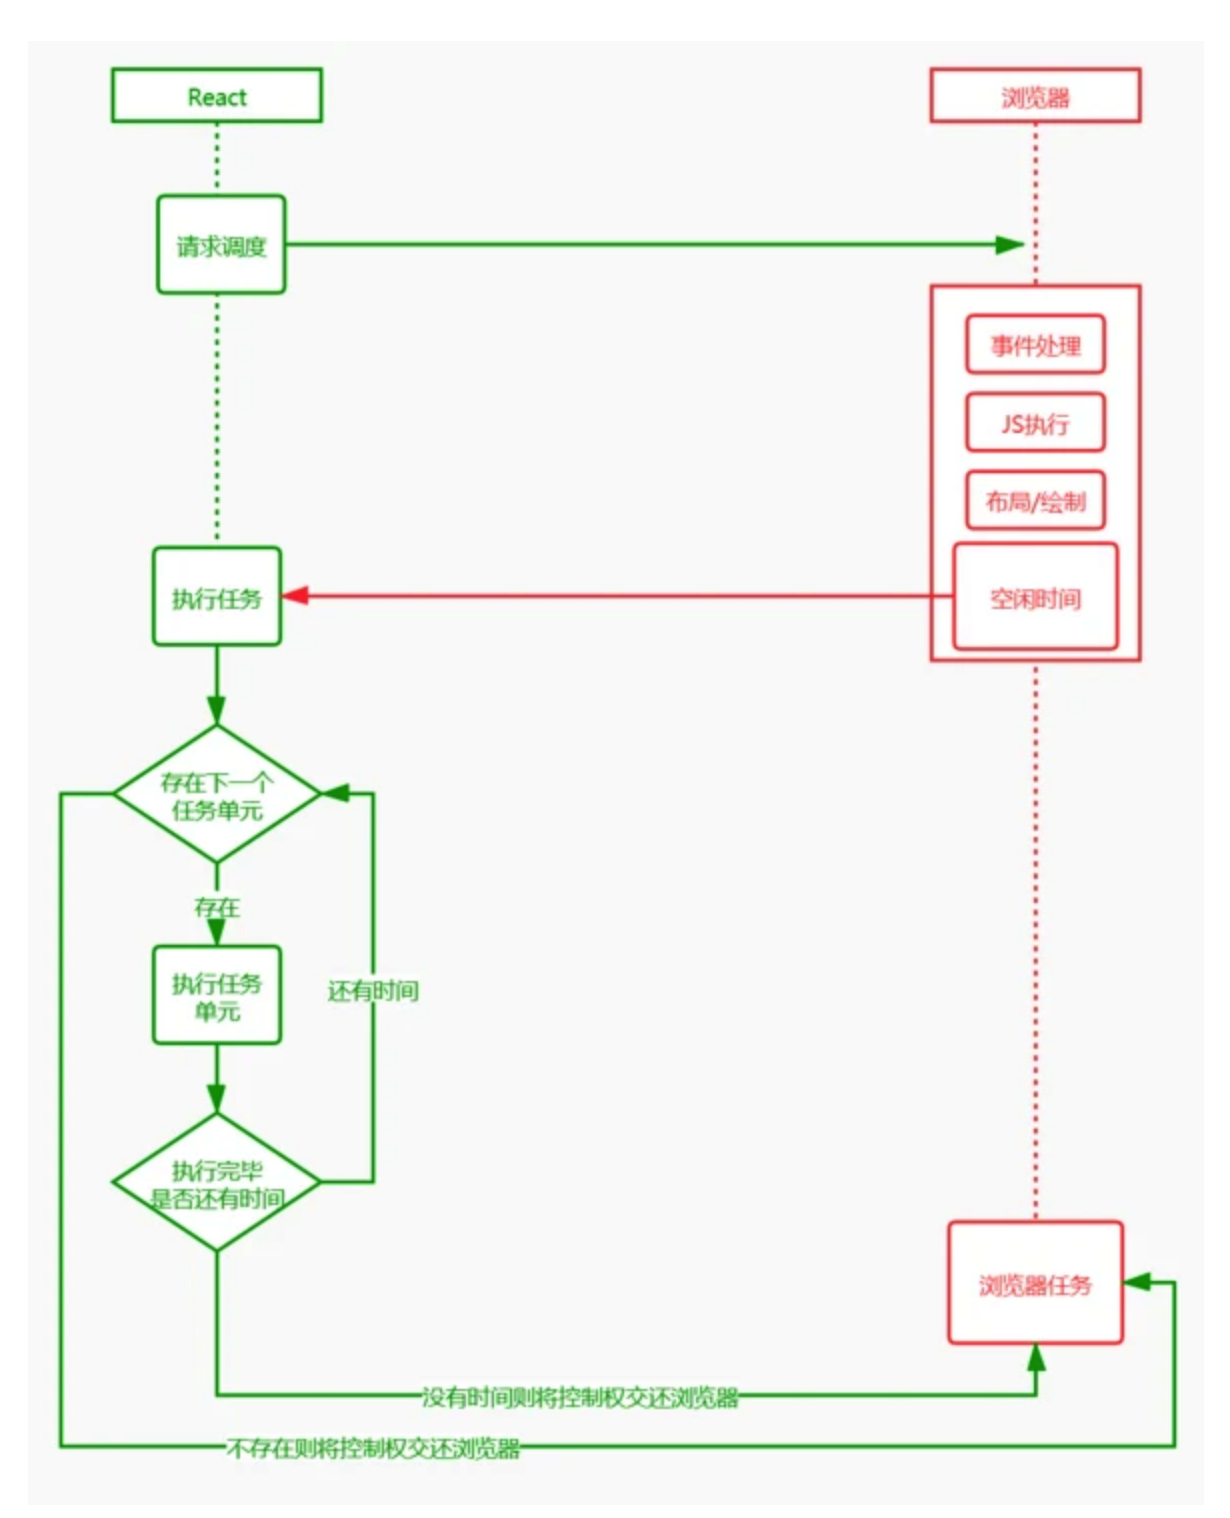 React
浏览器
请求调度
事件处理
JS执行
布局/绘制
执行任务
空闲时间
存在下一个
任务单元
存在
执行任务
单元
还有时间
执行完毕
是否还有时间
浏览器任务
没有时间则将控制权交还浏览器
不存在则将控制权交还浏览器